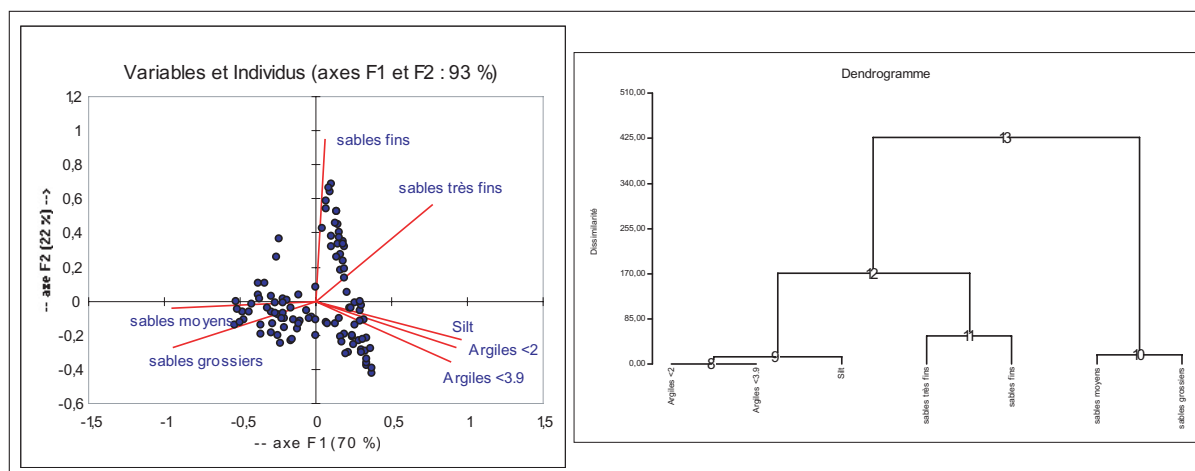 Variables et Individus (axes F1 et F2 : 93 %)
1,2
1
0,8
0,6
0,4
0,2
0
-0,2
-0,4
-0,6
-1,5
-1
-0,5
0
0,5
1
1,5
-- axe F2 (22 %) -->
-- axe F1 (70 %)
sables fins
sables très fins
sables moyens
sables grossiers
Silt
Argiles <2
Argiles <3.9
Dendrogramme
510,00
425,00
340,00
255,00
170,00
85,00
0,00
Dissimilarité
13
12
11
10
9
8
Argiles <2
Argiles <3.9
Silt
sables très fins
sables fins
sables moyens
sables grossiers